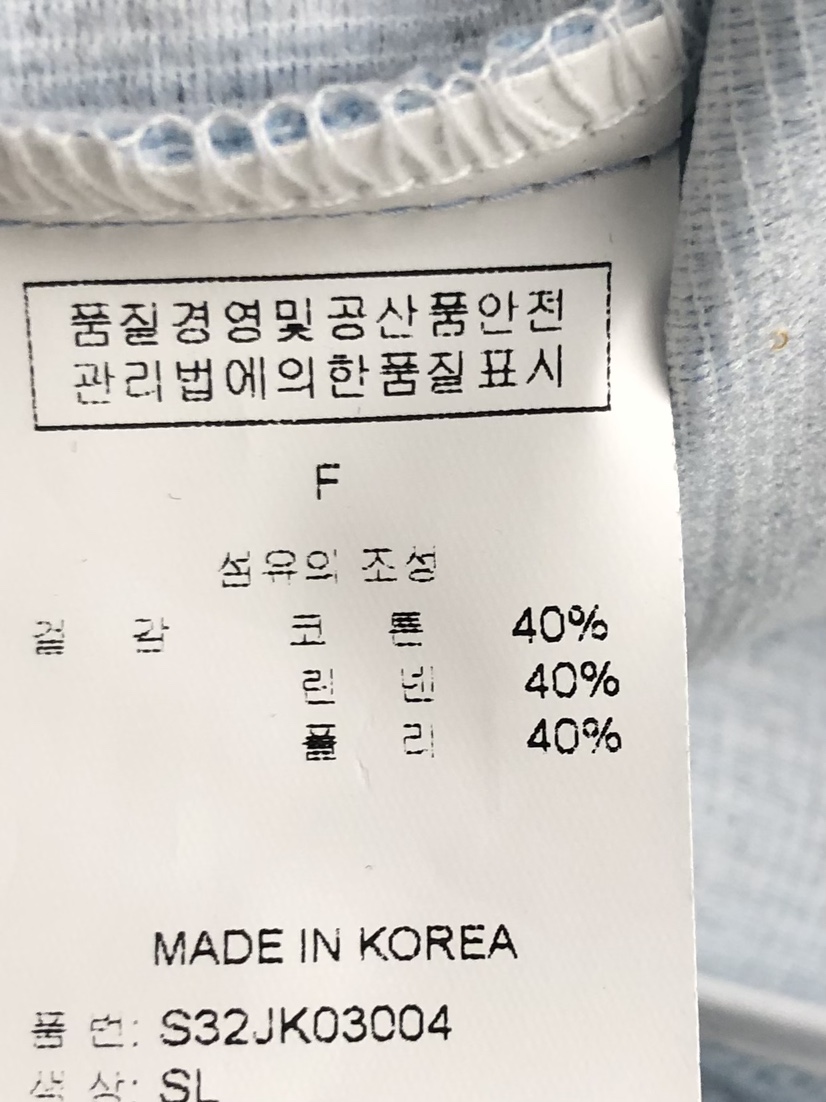 품질경영및공산품안전
관리법에의한품질표시
F
섬유의 조성
겉 감 코 튼 40%
린 넨 40%
폴 리 40%
MADE IN KOREA
품 번: S32JK03004
색 상: SL